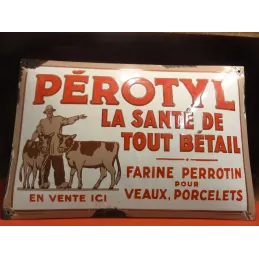 PÉROTYL
LA SANTÉ DE
TOUT BÉTAIL
FARINE PERROTIN
POUR
VEAUX, PORCELETS
EN VENTE ICI